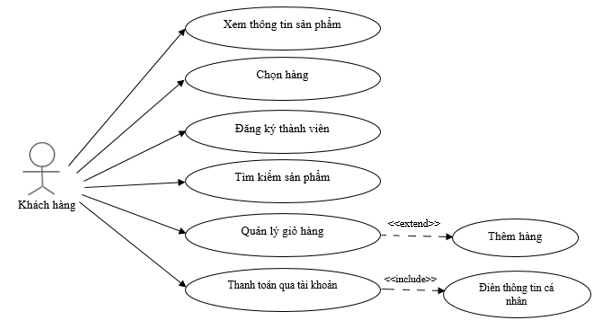 Xem thông tin sản phẩm
Chọn hàng
Đăng ký thành viên
Tìm kiếm sản phẩm
Khách hàng
Quản lý giỏ hàng
<<extend>>
Thêm hàng
Thanh toán qua tài khoản
<<include>>
Điền thông tin cá
nhân